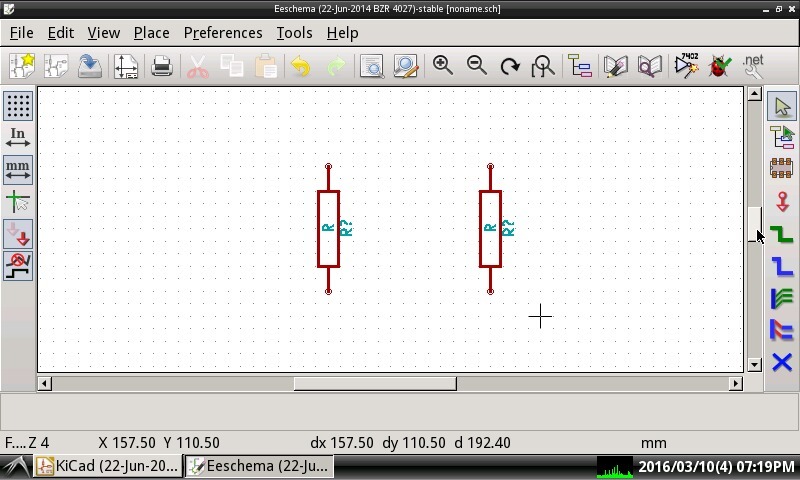 Eeschema (22-Jun-2014 BZR 4027)-stable [noname.sch]
File Edit View Place Preferences Tools Help
7402
.net
In
mm
R R?
R R?
F....Z 4 X 157.50 Y 110.50 dx 157.50 dy 110.50 d 192.40 mm
KiCad (22-Jun-20... Eeschema (22-Ju... 2016/03/10(4) 07:19PM